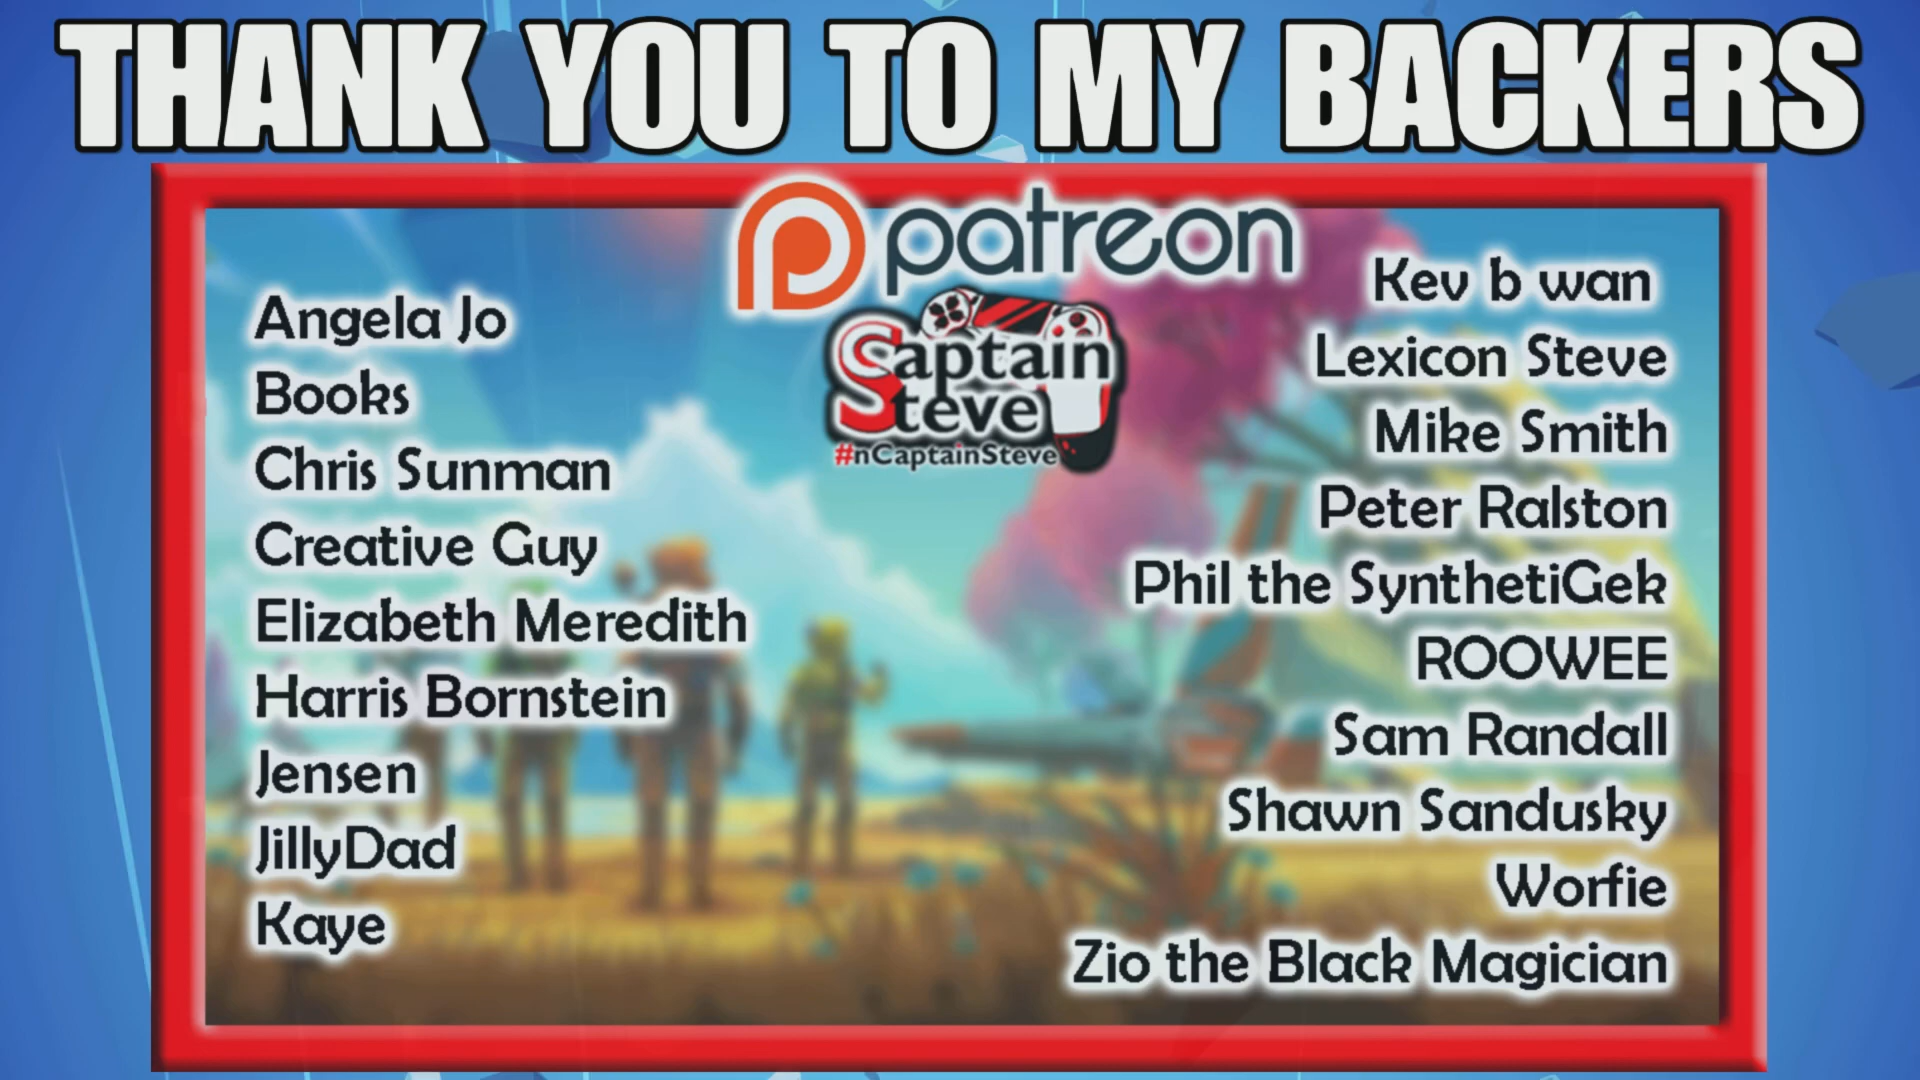 THANK YOU TO MY BACKERS
patreon
Captain
Steve
#nCaptainSteve
Angela Jo
Books
Chris Sunman
Creative Guy
Elizabeth Meredith
Harris Bornstein
Jensen
JillyDad
Kaye
Kev b wan
Lexicon Steve
Mike Smith
Peter Ralston
Phil the SynthetiGek
ROOWEE
Sam Randall
Shawn Sandusky
Worfie
Zio the Black Magician